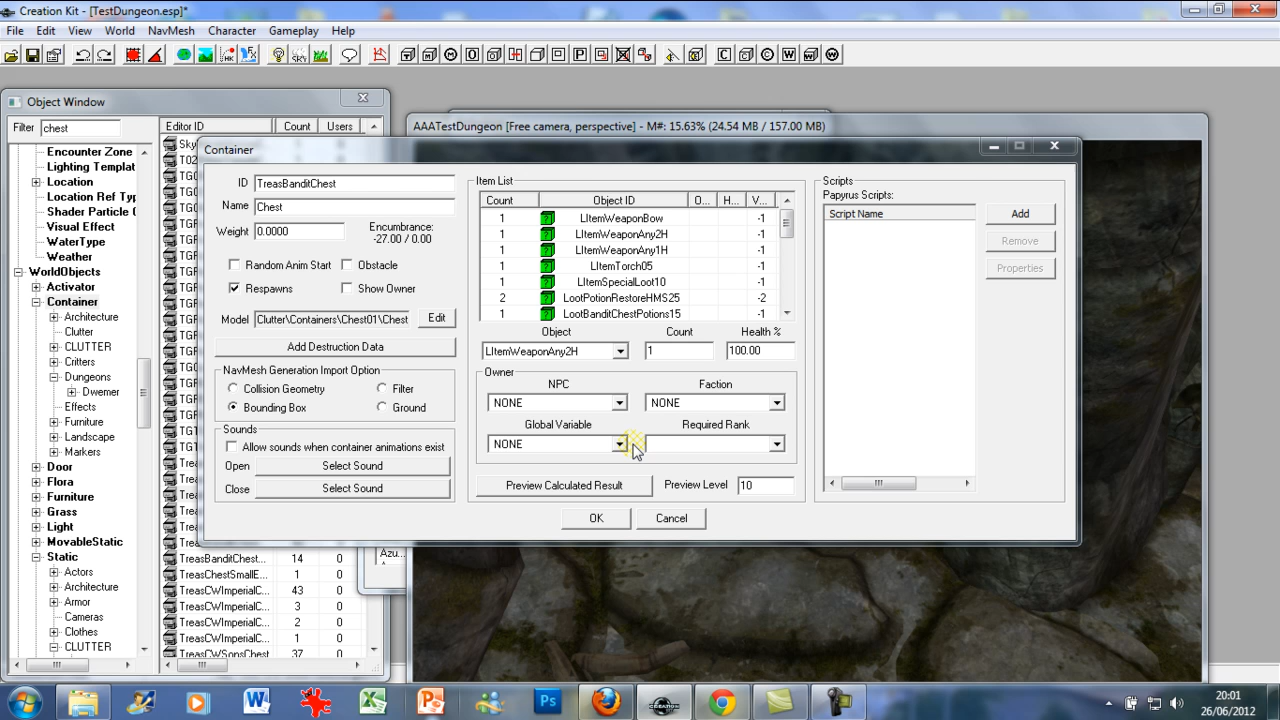 Creation Kit - [TestDungeon.esp]*
File Edit View World NavMesh Character Gameplay Help
Object Window
Filter chest
Encounter Zone
Lighting Templat
Location
Location Ref Typ
Shader Particle
Visual Effect
WaterType
Weather
WorldObjects
Activator
Container
Architecture
Clutter
CLUTTER
Critters
Dungeons
Dwemer
Effects
Furniture
Landscape
Markers
Door
Flora
Furniture
Grass
Light
MovableStatic
Static
Actors
Architecture
Armor
Cameras
Clothes
CLUTTER
Editor ID Count Users
TreasBanditChest... 14 0
TreasChestSmallE... 1 0
TreasCWImperialC... 43 0
TreasCWImperialC... 3 0
TreasCWImperialC... 2 0
TreasCWImperialC... 1 0
TreasCWSonsChest 37 0
Azu...
AAATestDungeon [Free camera, perspective] - M#: 15.63% (24.54 MB / 157.00 MB)
Container
ID TreasBanditChest
Name Chest
Weight 0.0000 Encumbrance:
-27.00 / 0.00
Random Anim Start Obstacle
Respawns Show Owner
Model Clutter\Containers\Chest01\Chest Edit
Add Destruction Data
NavMesh Generation Import Option
Collision Geometry Filter
Bounding Box Ground
Sounds
Allow sounds when container animations exist
Open Select Sound
Close Select Sound
Item List
Count Object ID O... H... V...
1 LItemWeaponBow -1
1 LItemWeaponAny2H -1
1 LItemWeaponAny1H -1
1 LItemTorch05 -1
1 LItemSpecialLoot10 -1
2 LootPotionRestoreHMS25 -2
1 LootBanditChestPotions15 -1
Object Count Health %
LItemWeaponAny2H 1 100.00
Owner
NPC Faction
NONE NONE
Global Variable Required Rank
NONE
Preview Calculated Result Preview Level 10
OK Cancel
Scripts
Papyrus Scripts:
Script Name
Add
Remove
Properties
20:01
26/06/2012